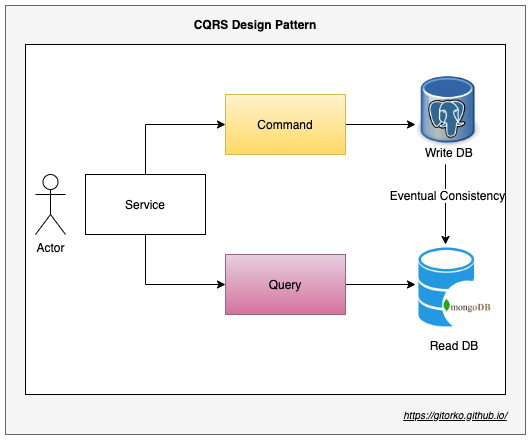 CQRS Design Pattern
Command
Write DB
Eventual Consistency
Service
Actor
Query
mongoDB
Read DB
https://gitorko.github.io/